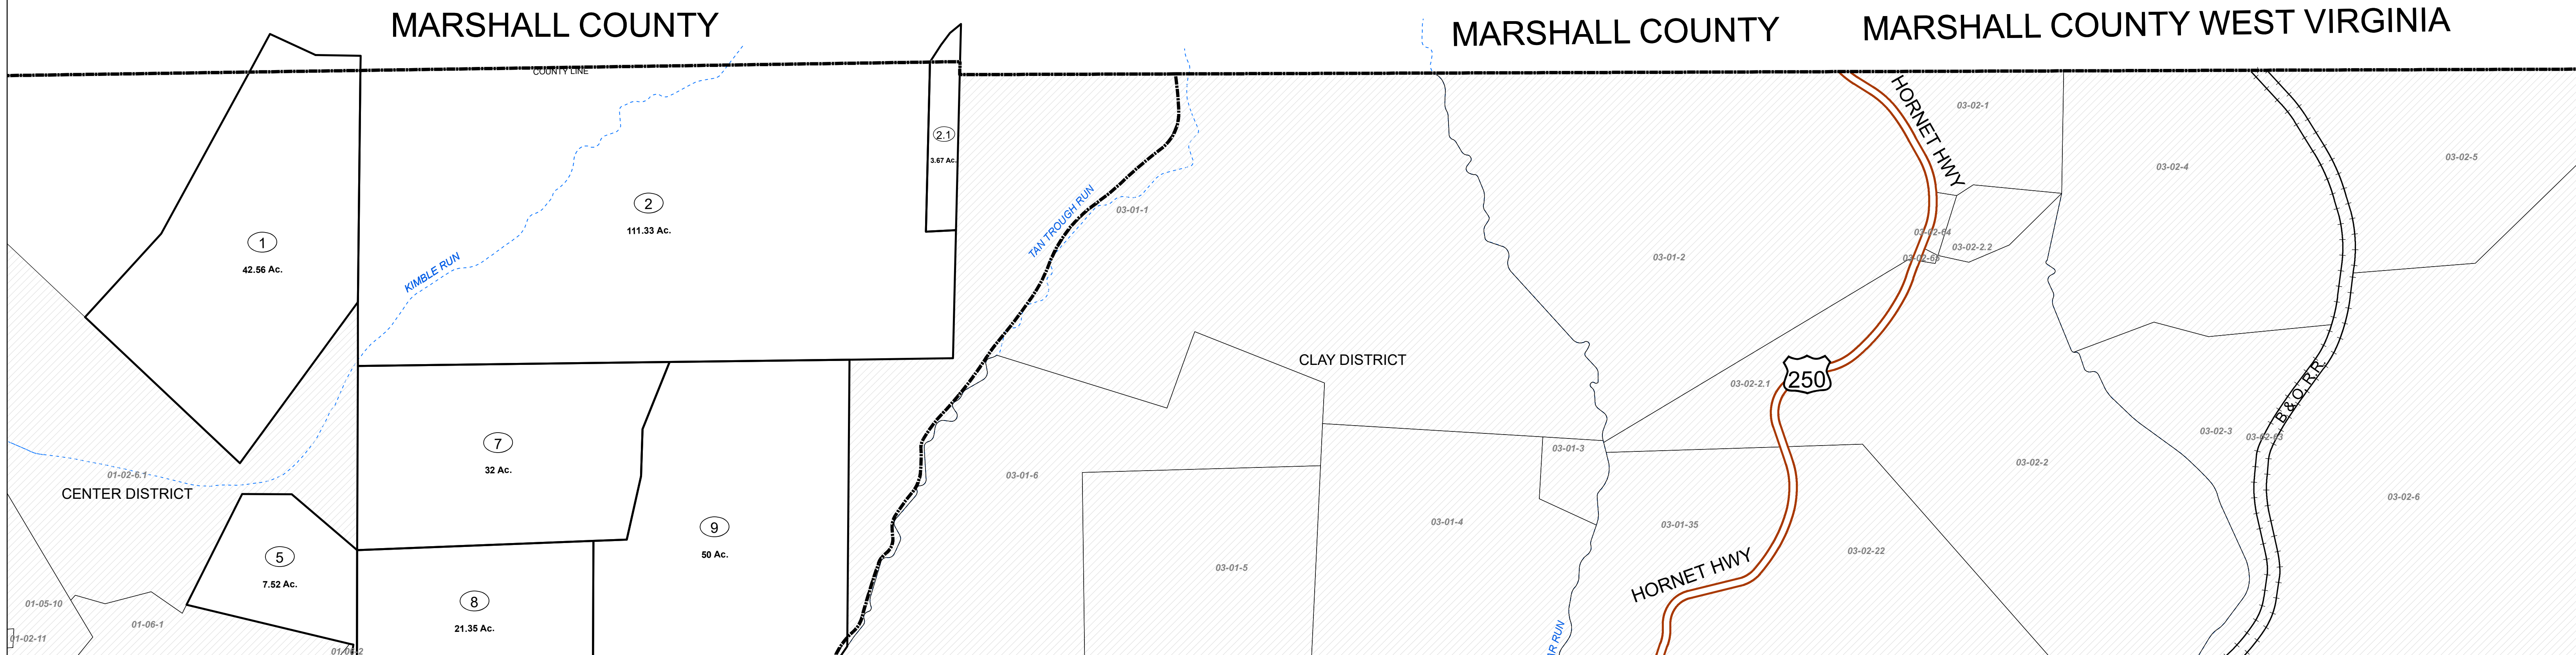 MARSHALL COUNTY
MARSHALL COUNTY
MARSHALL COUNTY WEST VIRGINIA
COUNTY LINE
HORNET HWY
03-02-1
2.1
3.67 Ac.
03-02-4
03-02-5
2
111.33 Ac.
TAN TROUGH RUN
03-01-1
1
42.56 Ac.
KIMBLE RUN
03-02-64
03-02-2.2
03-01-2
CLAY DISTRICT
250
03-02-2.1
B & O. R.R.
7
32 Ac.
03-02-3
03-01-3
03-02-2
01-02-6.1
CENTER DISTRICT
03-01-6
03-02-6
9
50 Ac.
03-01-4
03-01-35
03-02-22
5
7.52 Ac.
03-01-5
HORNET HWY
01-05-10
8
21.35 Ac.
01-06-1
01-02-11
AR RUN